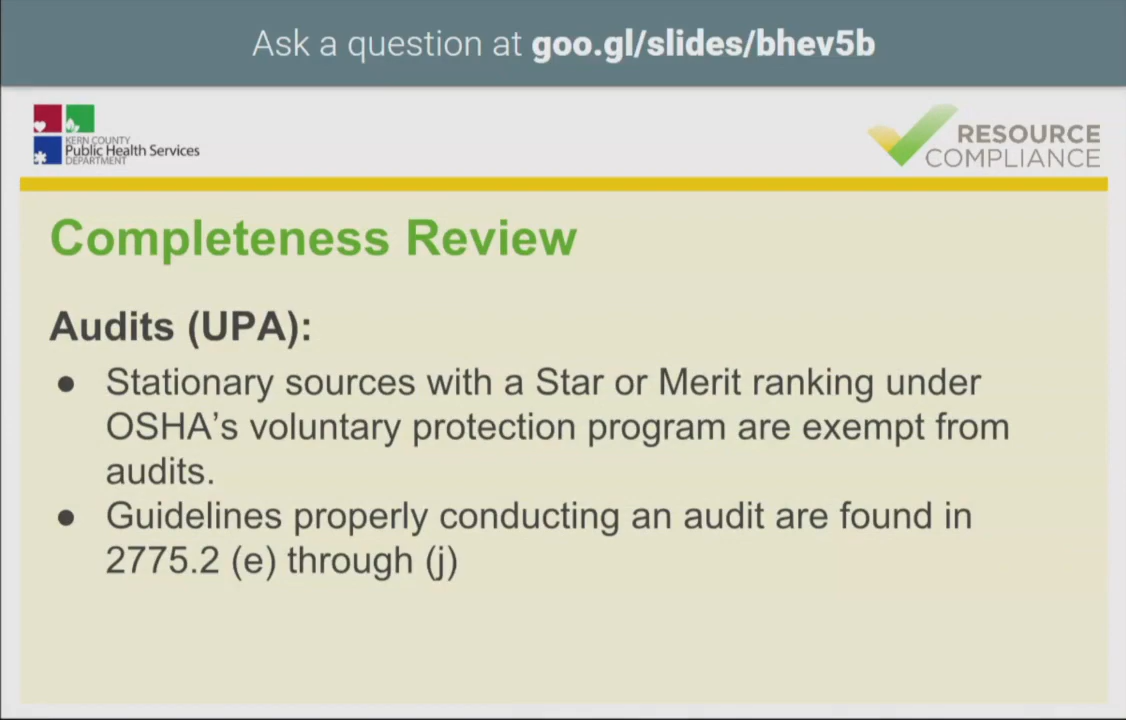 Ask a question at goo.gl/slides/bhev5b
KERN COUNTY
Public Health Services
DEPARTMENT
RESOURCE
COMPLIANCE
Completeness Review
Audits (UPA):
● Stationary sources with a Star or Merit ranking under
OSHA's voluntary protection program are exempt from
audits.
● Guidelines properly conducting an audit are found in
2775.2 (e) through (j)